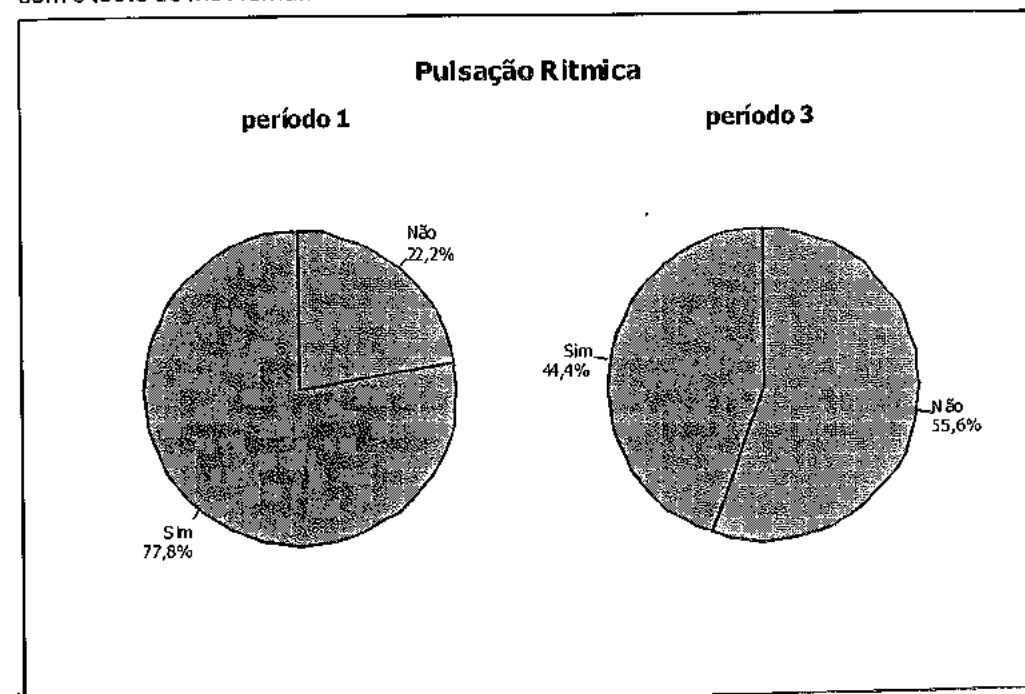 Pulsação Ritmica
período 1
período 3
Não
22,2%
Sim
77,8%
Sim
44,4%
Não
55,6%